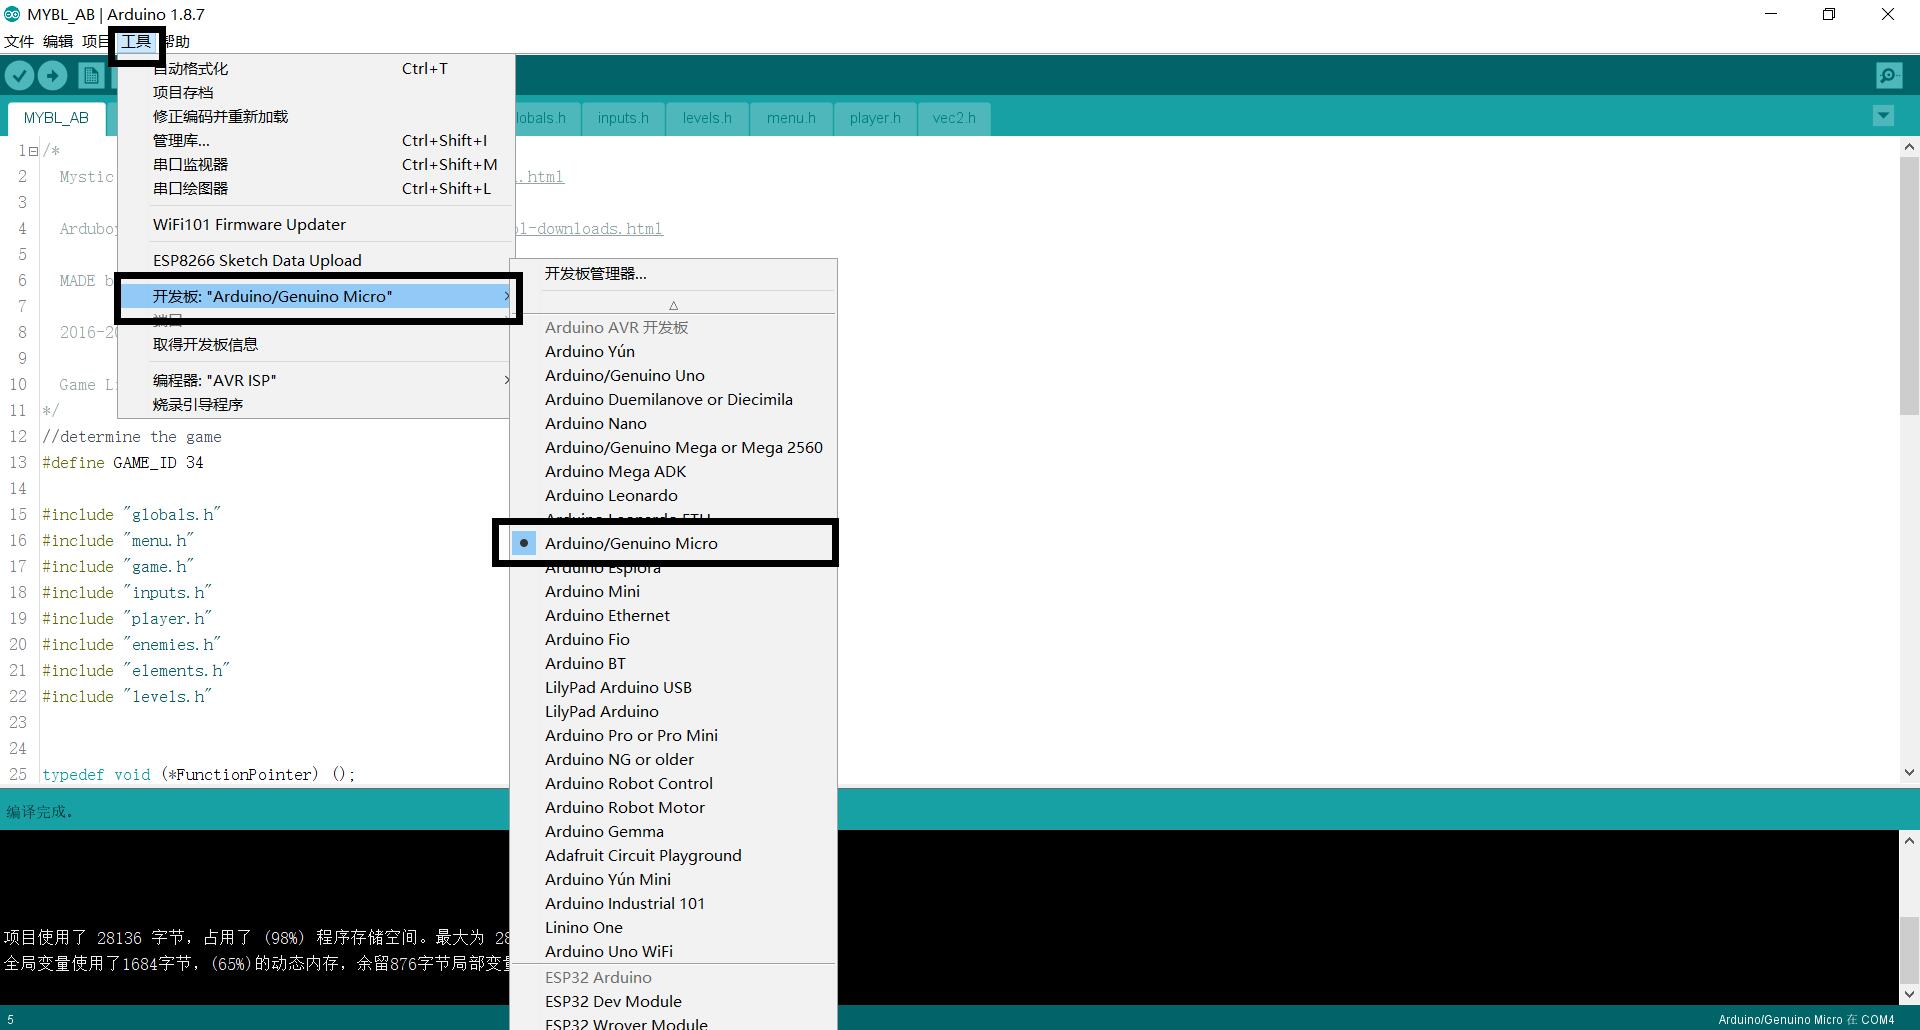 MYBL_AB | Arduino 1.8.7
文件 编辑 项目 工具 帮助
自动格式化 Ctrl+T
项目存档
修正编码并重新加载
管理库... Ctrl+Shift+I
串口监视器 Ctrl+Shift+M
串口绘图器 Ctrl+Shift+L
WiFi101 Firmware Updater
ESP8266 Sketch Data Upload
开发板: "Arduino/Genuino Micro"
端口
取得开发板信息
编程器: "AVR ISP"
烧录引导程序
开发板管理器...
Arduino AVR 开发板
Arduino Yún
Arduino/Genuino Uno
Arduino Duemilanove or Diecimila
Arduino Nano
Arduino/Genuino Mega or Mega 2560
Arduino Mega ADK
Arduino Leonardo
Arduino Leonardo ETH
Arduino/Genuino Micro
Arduino Esplora
Arduino Mini
Arduino Ethernet
Arduino Fio
Arduino BT
LilyPad Arduino USB
LilyPad Arduino
Arduino Pro or Pro Mini
Arduino NG or older
Arduino Robot Control
Arduino Robot Motor
Arduino Gemma
Adafruit Circuit Playground
Arduino Yún Mini
Arduino Industrial 101
Linino One
Arduino Uno WiFi
ESP32 Arduino
ESP32 Dev Module
ESP32 Wrover Module
MYBL_AB lobals.h inputs.h levels.h menu.h player.h vec2.h
1 /*
2 Mystic .html
3
4 Arduboy ol-downloads.html
5
6 MADE b
7
8 2016-20
9
10 Game Li
11 */
12 //determine the game
13 #define GAME_ID 34
14
15 #include "globals.h"
16 #include "menu.h"
17 #include "game.h"
18 #include "inputs.h"
19 #include "player.h"
20 #include "enemies.h"
21 #include "elements.h"
22 #include "levels.h"
23
24
25 typedef void (*FunctionPointer) ();
编译完成。
项目使用了 28136 字节，占用了 (98%) 程序存储空间。最大为 28
全局变量使用了1684字节，(65%)的动态内存，余留876字节局部变量
5 Arduino/Genuino Micro 在 COM4